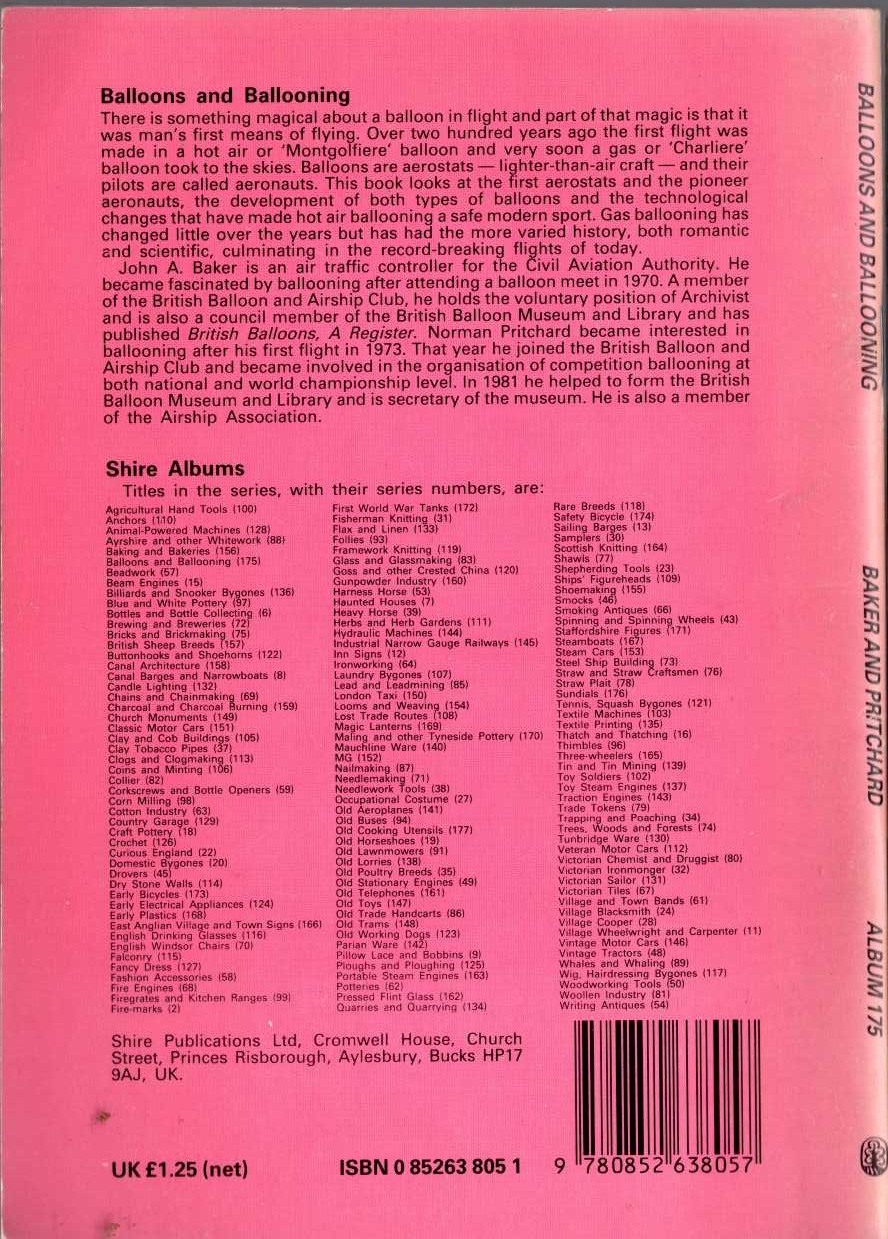 Balloons and Ballooning
There is something magical about a balloon in flight and part of that magic is that it
was man's first means of flying. Over two hundred years ago the first flight was
made in a hot air or 'Montgolfiere' balloon and very soon a gas or 'Charliere'
balloon took to the skies. Balloons are aerostats — lighter-than-air craft — and their
pilots are called aeronauts. This book looks at the first aerostats and the pioneer
aeronauts, the development of both types of balloons and the technological
changes that have made hot air ballooning a safe modern sport. Gas ballooning has
changed little over the years but has had the more varied history, both romantic
and scientific, culminating in the record-breaking flights of today.
John A. Baker is an air traffic controller for the Civil Aviation Authority. He
became fascinated by ballooning after attending a balloon meet in 1970. A member
of the British Balloon and Airship Club, he holds the voluntary position of Archivist
and is also a council member of the British Balloon Museum and Library and has
published British Balloons, A Register. Norman Pritchard became interested in
ballooning after his first flight in 1973. That year he joined the British Balloon and
Airship Club and became involved in the organisation of competition ballooning at
both national and world championship level. In 1981 he helped to form the British
Balloon Museum and Library and is secretary of the museum. He is also a member
of the Airship Association.
Shire Albums
Titles in the series, with their series numbers, are:
Agricultural Hand Tools (100)
Anchors (110)
Animal-Powered Machines (128)
Ayrshire and other Whitework (88)
Baking and Bakeries (156)
Balloons and Ballooning (175)
Beadwork (57)
Beam Engines (15)
Billiards and Snooker Bygones (136)
Blue and White Pottery (97)
Bottles and Bottle Collecting (6)
Brewing and Breweries (72)
Bricks and Brickmaking (75)
British Sheep Breeds (157)
Buttonhooks and Shoehorns (122)
Canal Architecture (158)
Canal Barges and Narrowboats (8)
Candle Lighting (132)
Chains and Chainmaking (69)
Charcoal and Charcoal Burning (159)
Church Monuments (149)
Classic Motor Cars (151)
Clay and Cob Buildings (105)
Clay Tobacco Pipes (37)
Clogs and Clogmaking (113)
Coins and Minting (106)
Collier (82)
Corkscrews and Bottle Openers (59)
Corn Milling (98)
Cotton Industry (63)
Country Garage (129)
Craft Pottery (18)
Crochet (126)
Curious England (22)
Domestic Bygones (20)
Drovers (45)
Dry Stone Walls (114)
Early Bicycles (173)
Early Electrical Appliances (124)
Early Plastics (168)
East Anglian Village and Town Signs (166)
English Drinking Glasses (116)
English Windsor Chairs (70)
Falconry (115)
Fancy Dress (127)
Fashion Accessories (58)
Fire Engines (68)
Firegrates and Kitchen Ranges (99)
Fire-marks (2)
First World War Tanks (172)
Fisherman Knitting (31)
Flax and Linen (133)
Follies (93)
Framework Knitting (119)
Glass and Glassmaking (83)
Goss and other Crested China (120)
Gunpowder Industry (160)
Harness Horse (53)
Haunted Houses (7)
Heavy Horse (39)
Herbs and Herb Gardens (111)
Hydraulic Machines (144)
Industrial Narrow Gauge Railways (145)
Inn Signs (12)
Ironworking (64)
Laundry Bygones (107)
Lead and Leadmining (85)
London Taxi (150)
Looms and Weaving (154)
Lost Trade Routes (108)
Magic Lanterns (169)
Maling and other Tyneside Pottery (170)
Mauchline Ware (140)
MG (152)
Nailmaking (87)
Needlemaking (71)
Needlework Tools (38)
Occupational Costume (27)
Old Aeroplanes (141)
Old Buses (94)
Old Cooking Utensils (177)
Old Horseshoes (19)
Old Lawnmowers (91)
Old Lorries (138)
Old Poultry Breeds (35)
Old Stationary Engines (49)
Old Telephones (161)
Old Toys (147)
Old Trade Handcarts (86)
Old Trams (148)
Old Working Dogs (123)
Parian Ware (142)
Pillow Lace and Bobbins (9)
Ploughs and Ploughing (125)
Portable Steam Engines (163)
Potteries (62)
Pressed Flint Glass (162)
Quarries and Quarrying (134)
Rare Breeds (118)
Safety Bicycle (174)
Sailing Barges (13)
Samplers (30)
Scottish Knitting (164)
Shawls (77)
Shepherding Tools (23)
Ships' Figureheads (109)
Shoemaking (155)
Smocks (46)
Smoking Antiques (66)
Spinning and Spinning Wheels (43)
Staffordshire Figures (171)
Steamboats (167)
Steam Cars (153)
Steel Ship Building (73)
Straw and Straw Craftsmen (76)
Straw Plait (78)
Sundials (176)
Tennis, Squash Bygones (121)
Textile Machines (103)
Textile Printing (135)
Thatch and Thatching (16)
Thimbles (96)
Three-wheelers (165)
Tin and Tin Mining (139)
Toy Soldiers (102)
Toy Steam Engines (137)
Traction Engines (143)
Trade Tokens (79)
Trapping and Poaching (34)
Trees, Woods and Forests (74)
Tunbridge Ware (130)
Veteran Motor Cars (112)
Victorian Chemist and Druggist (80)
Victorian Ironmonger (32)
Victorian Sailor (131)
Victorian Tiles (67)
Village and Town Bands (61)
Village Blacksmith (24)
Village Cooper (28)
Village Wheelwright and Carpenter (11)
Vintage Motor Cars (146)
Vintage Tractors (48)
Whales and Whaling (89)
Wig, Hairdressing Bygones (117)
Woodworking Tools (50)
Woollen Industry (81)
Writing Antiques (54)
Shire Publications Ltd, Cromwell House, Church
Street, Princes Risborough, Aylesbury, Bucks HP17
9AJ, UK.
UK £1.25 (net)
ISBN 0 85263 805 1
9 780852 638057
BALLOONS AND BALLOONING
BAKER AND PRITCHARD
ALBUM 175